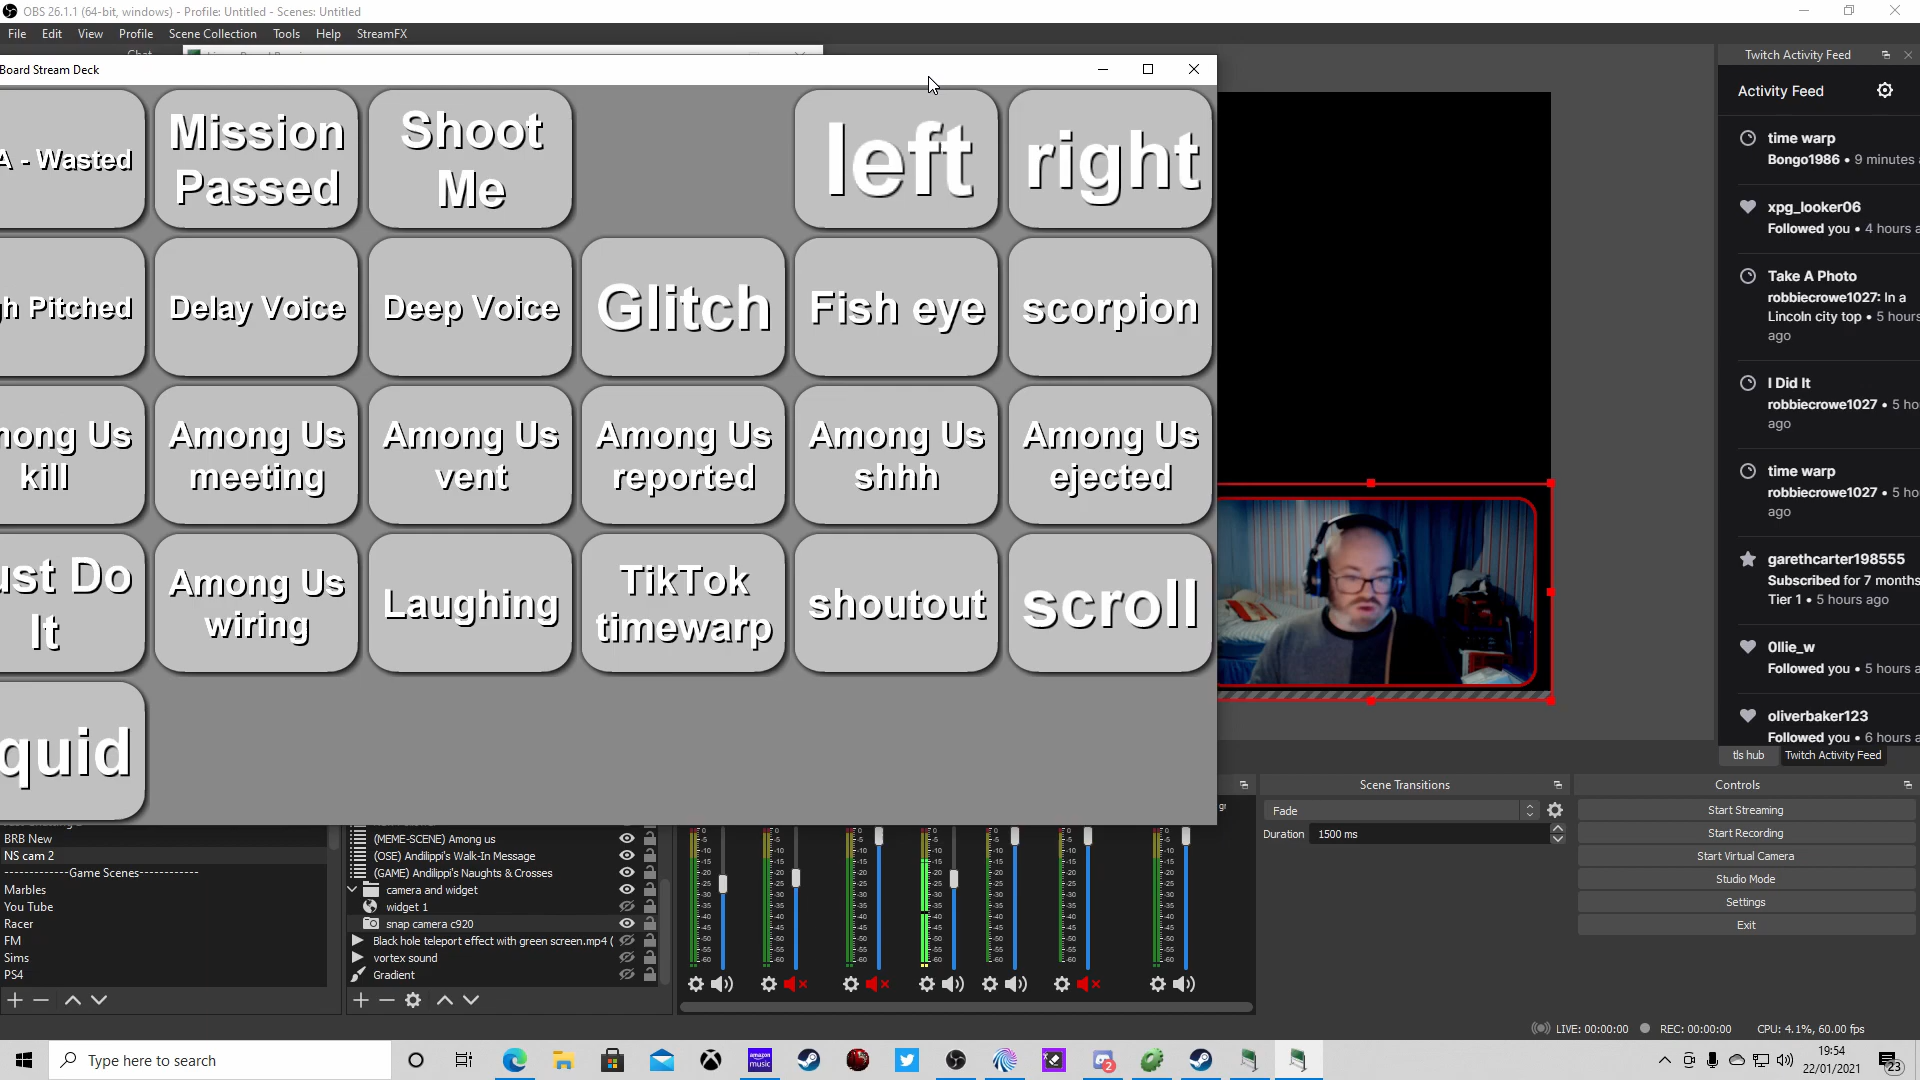 OBS 26.1.1 (64-bit, windows) - Profile: Untitled - Scenes: Untitled
File Edit View Profile Scene Collection Tools Help StreamFX
Board Stream Deck
A - Wasted
Mission
Passed
Shoot
Me
left
right
h Pitched
Delay Voice
Deep Voice
Glitch
Fish eye
scorpion
mong Us
kill
Among Us
meeting
Among Us
vent
Among Us
reported
Among Us
shhh
Among Us
ejected
ust Do
It
Among Us
wiring
Laughing
TikTok
timewarp
shoutout
scroll
quid
Twitch Activity Feed
Activity Feed
time warp
Bongo1986 • 9 minutes a
xpg_looker06
Followed you • 4 hours a
Take A Photo
robbiecrowe1027: In a
Lincoln city top • 5 hours
ago
I Did It
robbiecrowe1027 • 5 ho
ago
time warp
robbiecrowe1027 • 5 ho
ago
garethcarter198555
Subscribed for 7 months
Tier 1 • 5 hours ago
0llie_w
Followed you • 5 hours a
oliverbaker123
Followed you • 6 hours a
tls hub Twitch Activity Feed
BRB New
NS cam 2
-------------Game Scenes------------
Marbles
You Tube
Racer
FM
Sims
PS4
(MEME-SCENE) Among us
(OSE) Andilippi's Walk-In Message
(GAME) Andilippi's Naughts & Crosses
camera and widget
widget 1
snap camera c920
Black hole teleport effect with green screen.mp4 (
vortex sound
Gradient
Scene Transitions
Fade
Duration 1500 ms
Controls
Start Streaming
Start Recording
Start Virtual Camera
Studio Mode
Settings
Exit
LIVE: 00:00:00 REC: 00:00:00 CPU: 4.1%, 60.00 fps
Type here to search
amazon
music
2
19:54
22/01/2021
23